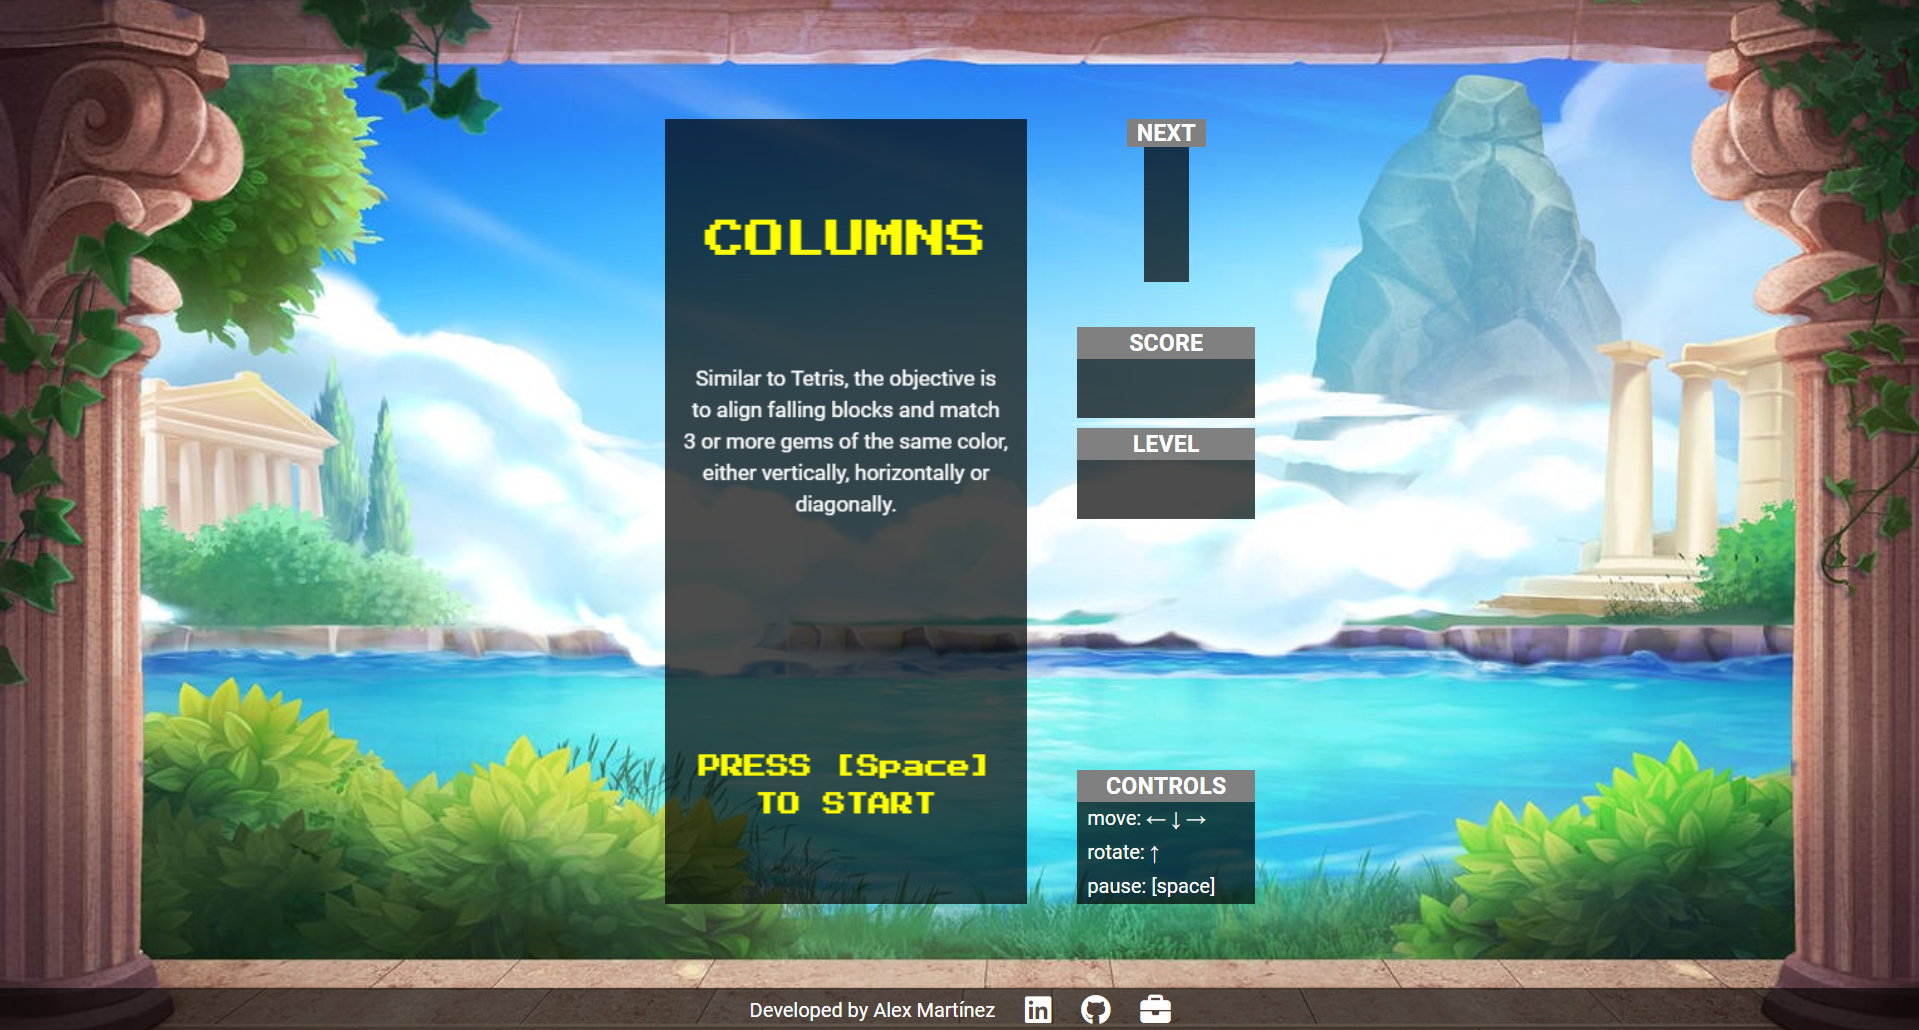 COLUMNS
Similar to Tetris, the objective is
to align falling blocks and match
3 or more gems of the same color,
either vertically, horizontally or
diagonally.
PRESS [Space]
TO START
NEXT
SCORE
LEVEL
CONTROLS
move: ←↓→
rotate: ↑
pause: [space]
Developed by Alex Martínez
in